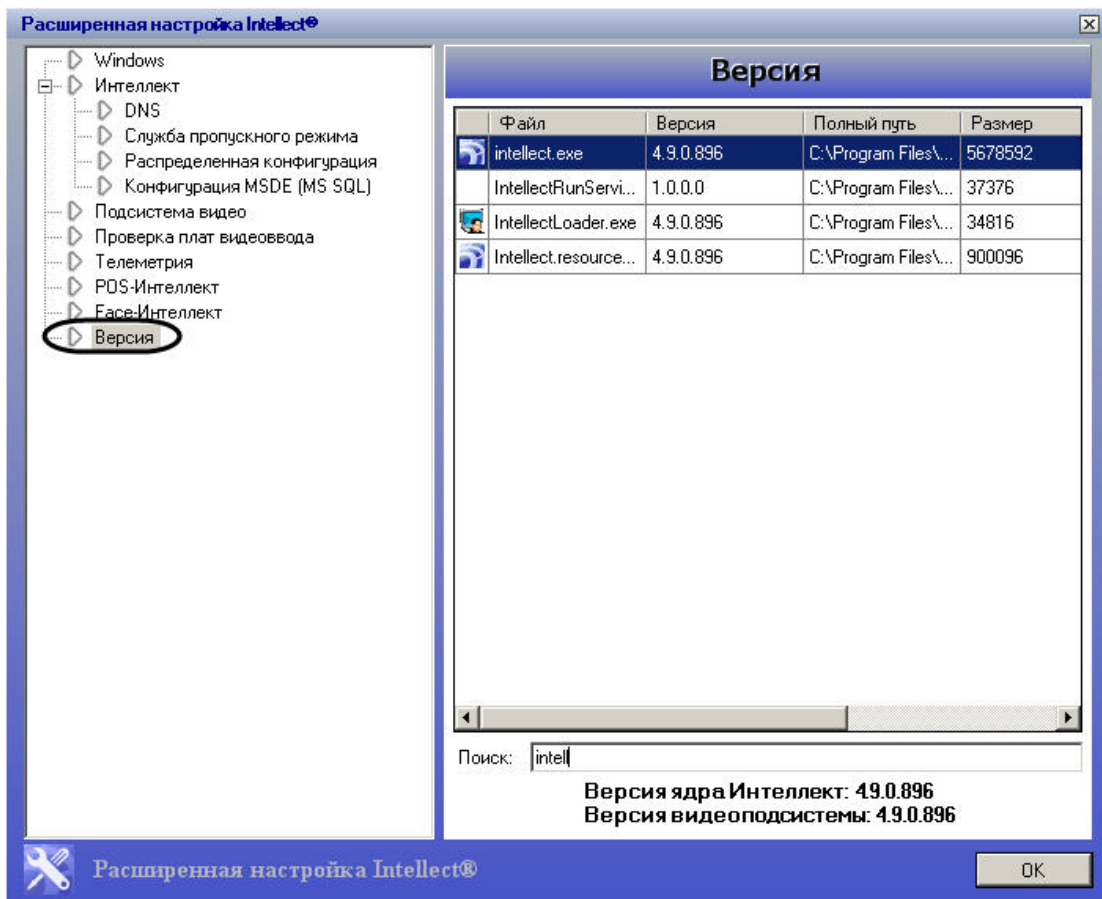 Расширенная настройка Intellect®
Windows
Интеллект
DNS
Служба пропускного режима
Распределенная конфигурация
Конфигурация MSDE (MS SQL)
Подсистема видео
Проверка плат видеоввода
Телеметрия
POS-Интеллект
Face-Интеллект
Версия
Версия
Файл Версия Полный путь Размер
intellect.exe 4.9.0.896 C:\Program Files\... 5678592
IntellectRunServi... 1.0.0.0 C:\Program Files\... 37376
IntellectLoader.exe 4.9.0.896 C:\Program Files\... 34816
Intellect.resource... 4.9.0.896 C:\Program Files\... 900096
Поиск: intell
Версия ядра Интеллект: 4.9.0.896
Версия видеоподсистемы: 4.9.0.896
Расширенная настройка Intellect®
OK